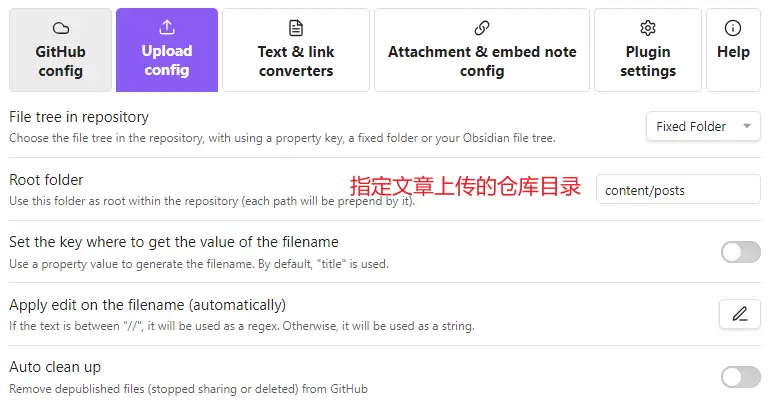 GitHub config
Upload config
Text & link converters
Attachment & embed note config
Plugin settings
Help
File tree in repository
Choose the file tree in the repository, with using a property key, a fixed folder or your Obsidian file tree.
Fixed Folder
Root folder
Use this folder as root within the repository (each path will be prepend by it).
指定文章上传的仓库目录
content/posts
Set the key where to get the value of the filename
Use a property value to generate the filename. By default, "title" is used.
Apply edit on the filename (automatically)
If the text is between "//", it will be used as a regex. Otherwise, it will be used as a string.
Auto clean up
Remove depublished files (stopped sharing or deleted) from GitHub